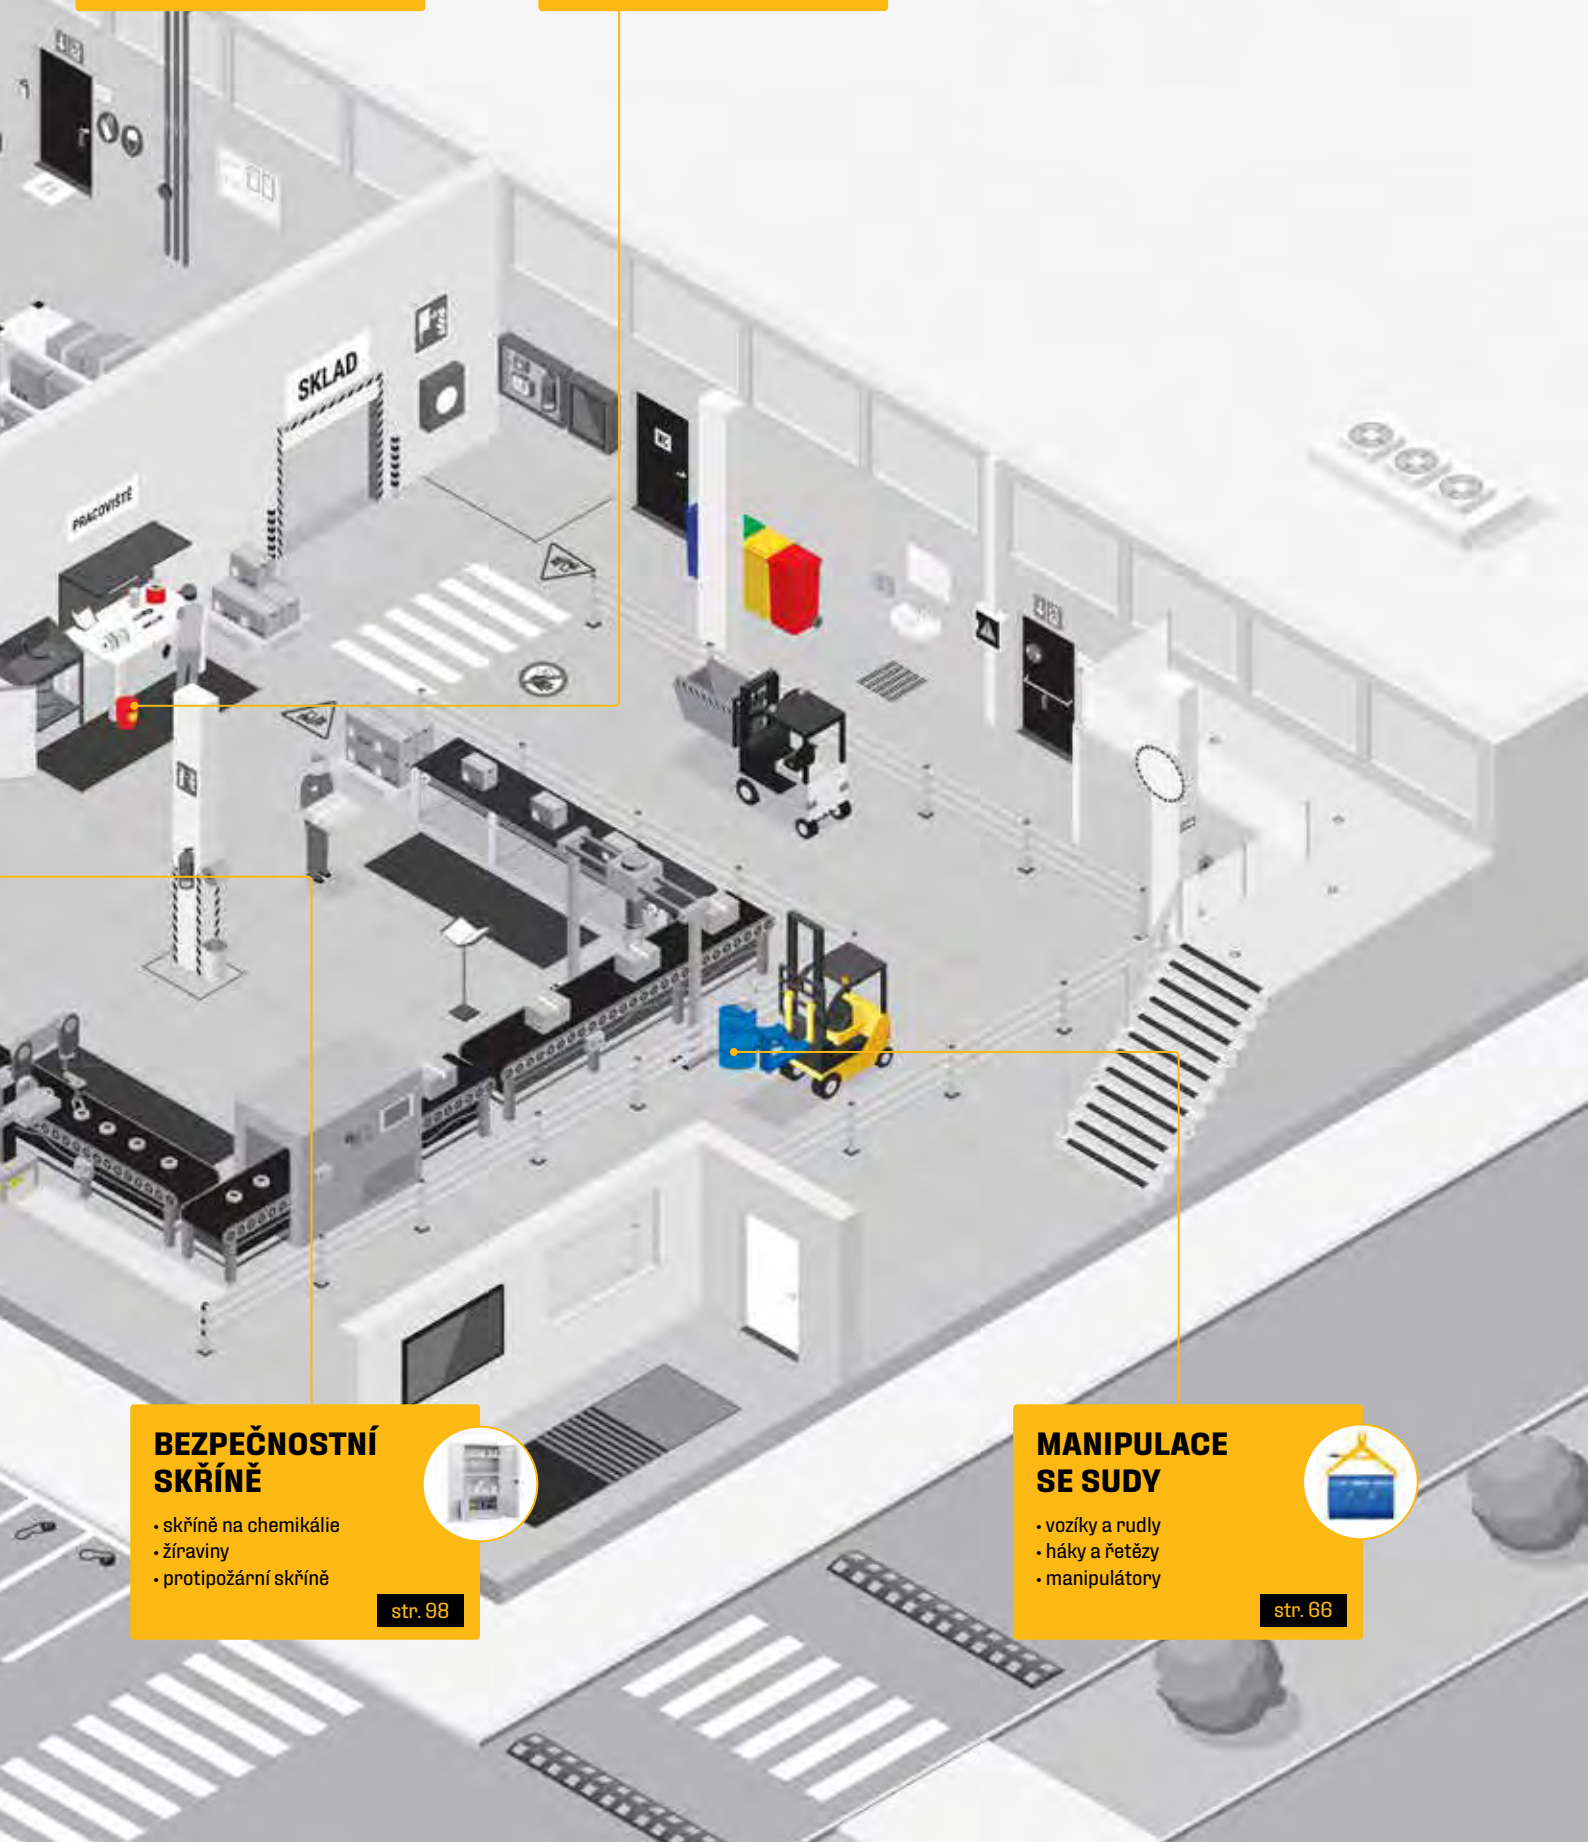 SKLAD
PRACOVIŠTĚ
WC
BEZPEČNOSTNÍ
SKŘÍNĚ
• skříně na chemikálie
• žíraviny
• protipožární skříně
str. 98
MANIPULACE
SE SUDY
• vozíky a rudly
• háky a řetězy
• manipulátory
str. 66